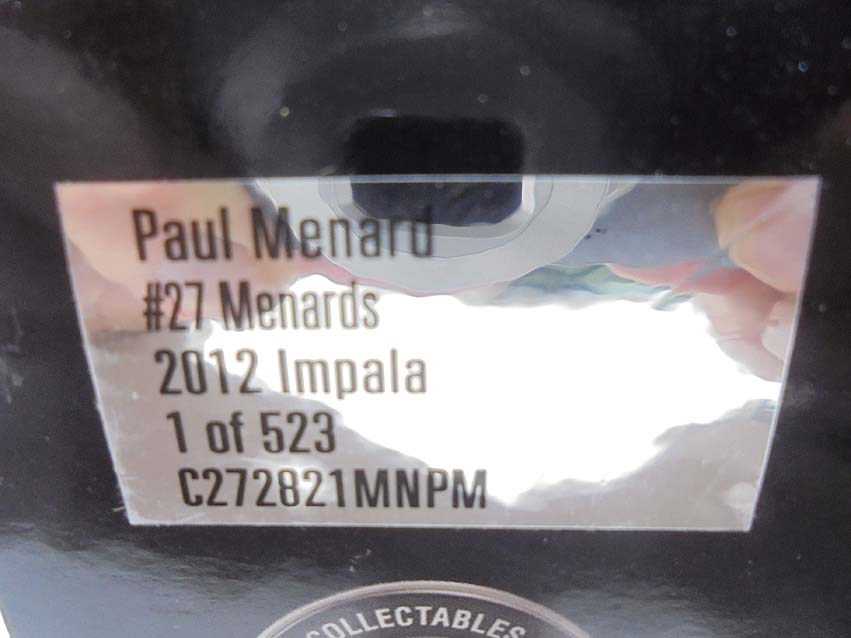 Paul Menard
#27 Menards
2012 Impala
1 of 523
C272821MNPM
COLLECTABLES